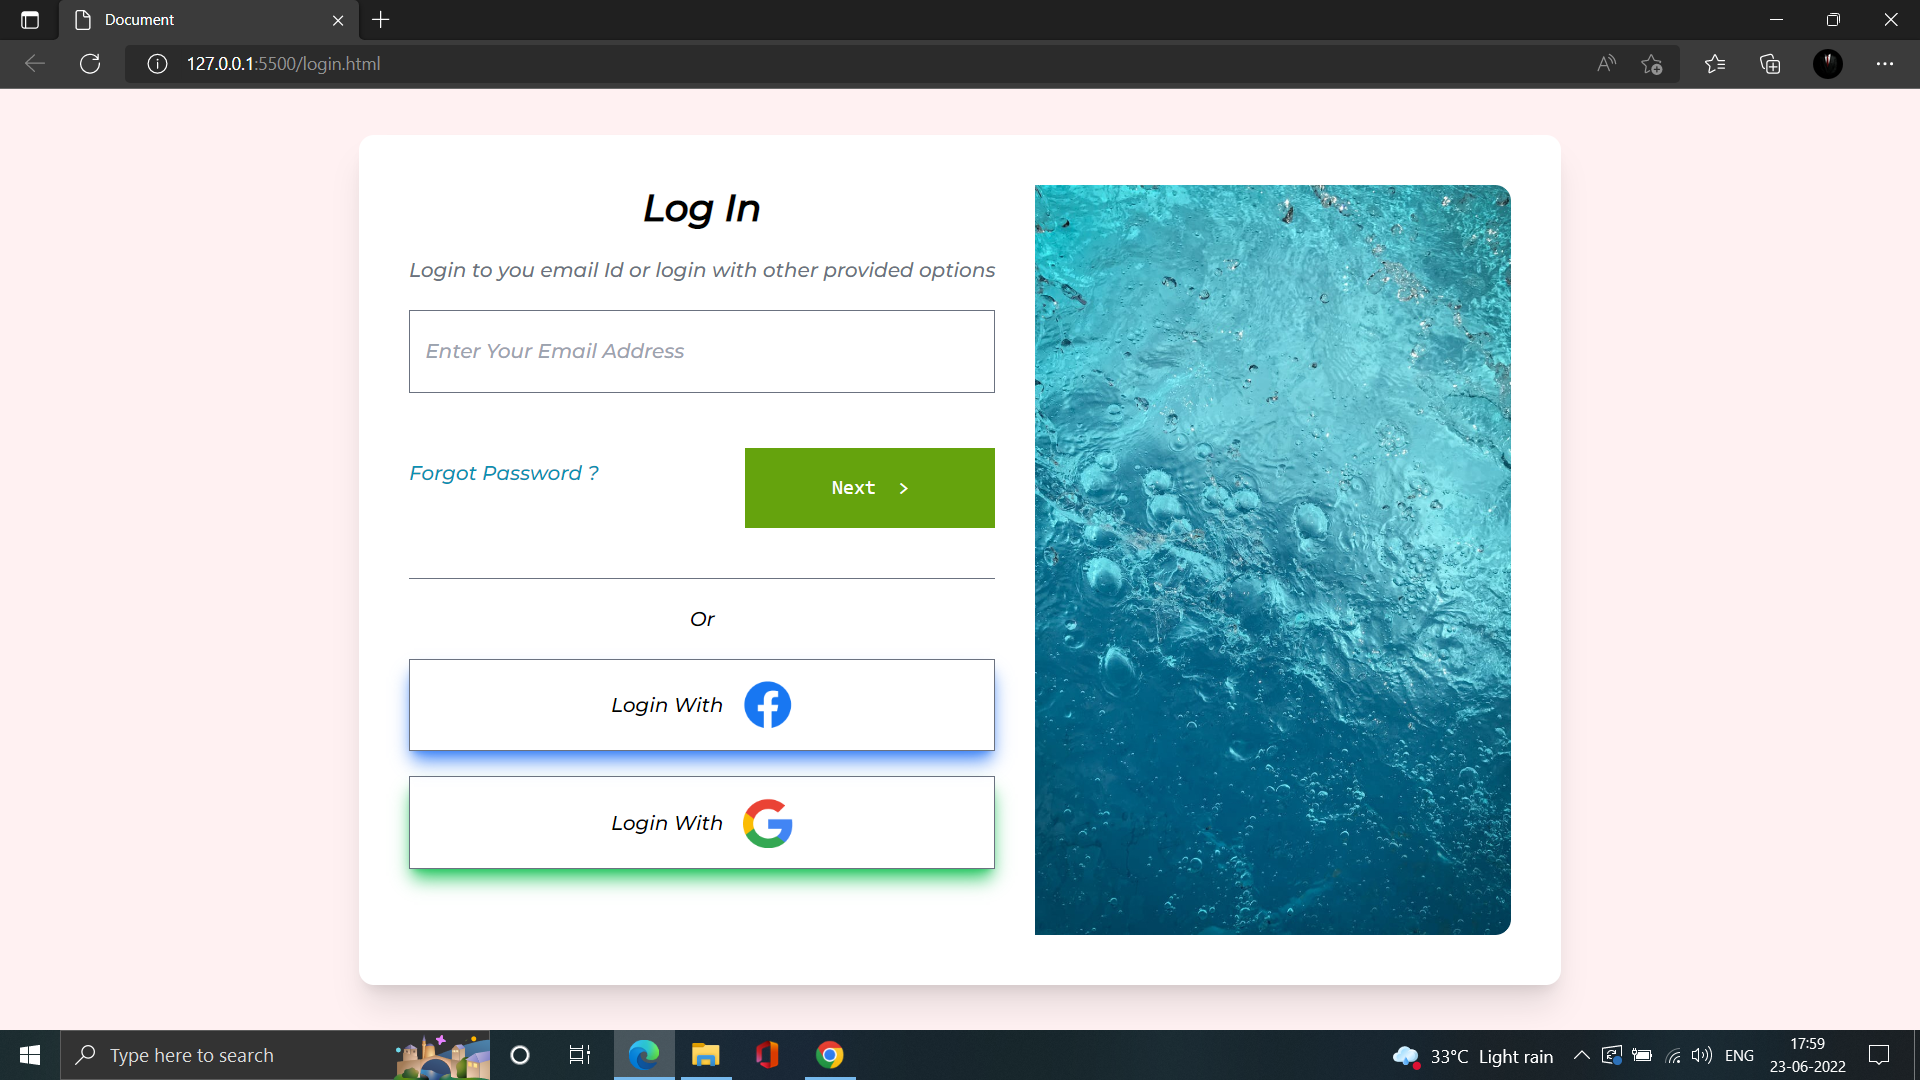 Document
127.0.0.1:5500/login.html
Log In
Login to you email Id or login with other provided options
Enter Your Email Address
Forgot Password ?
Next >
Or
Login With
Login With
Type here to search
33°C Light rain
ENG
17:59
23-06-2022